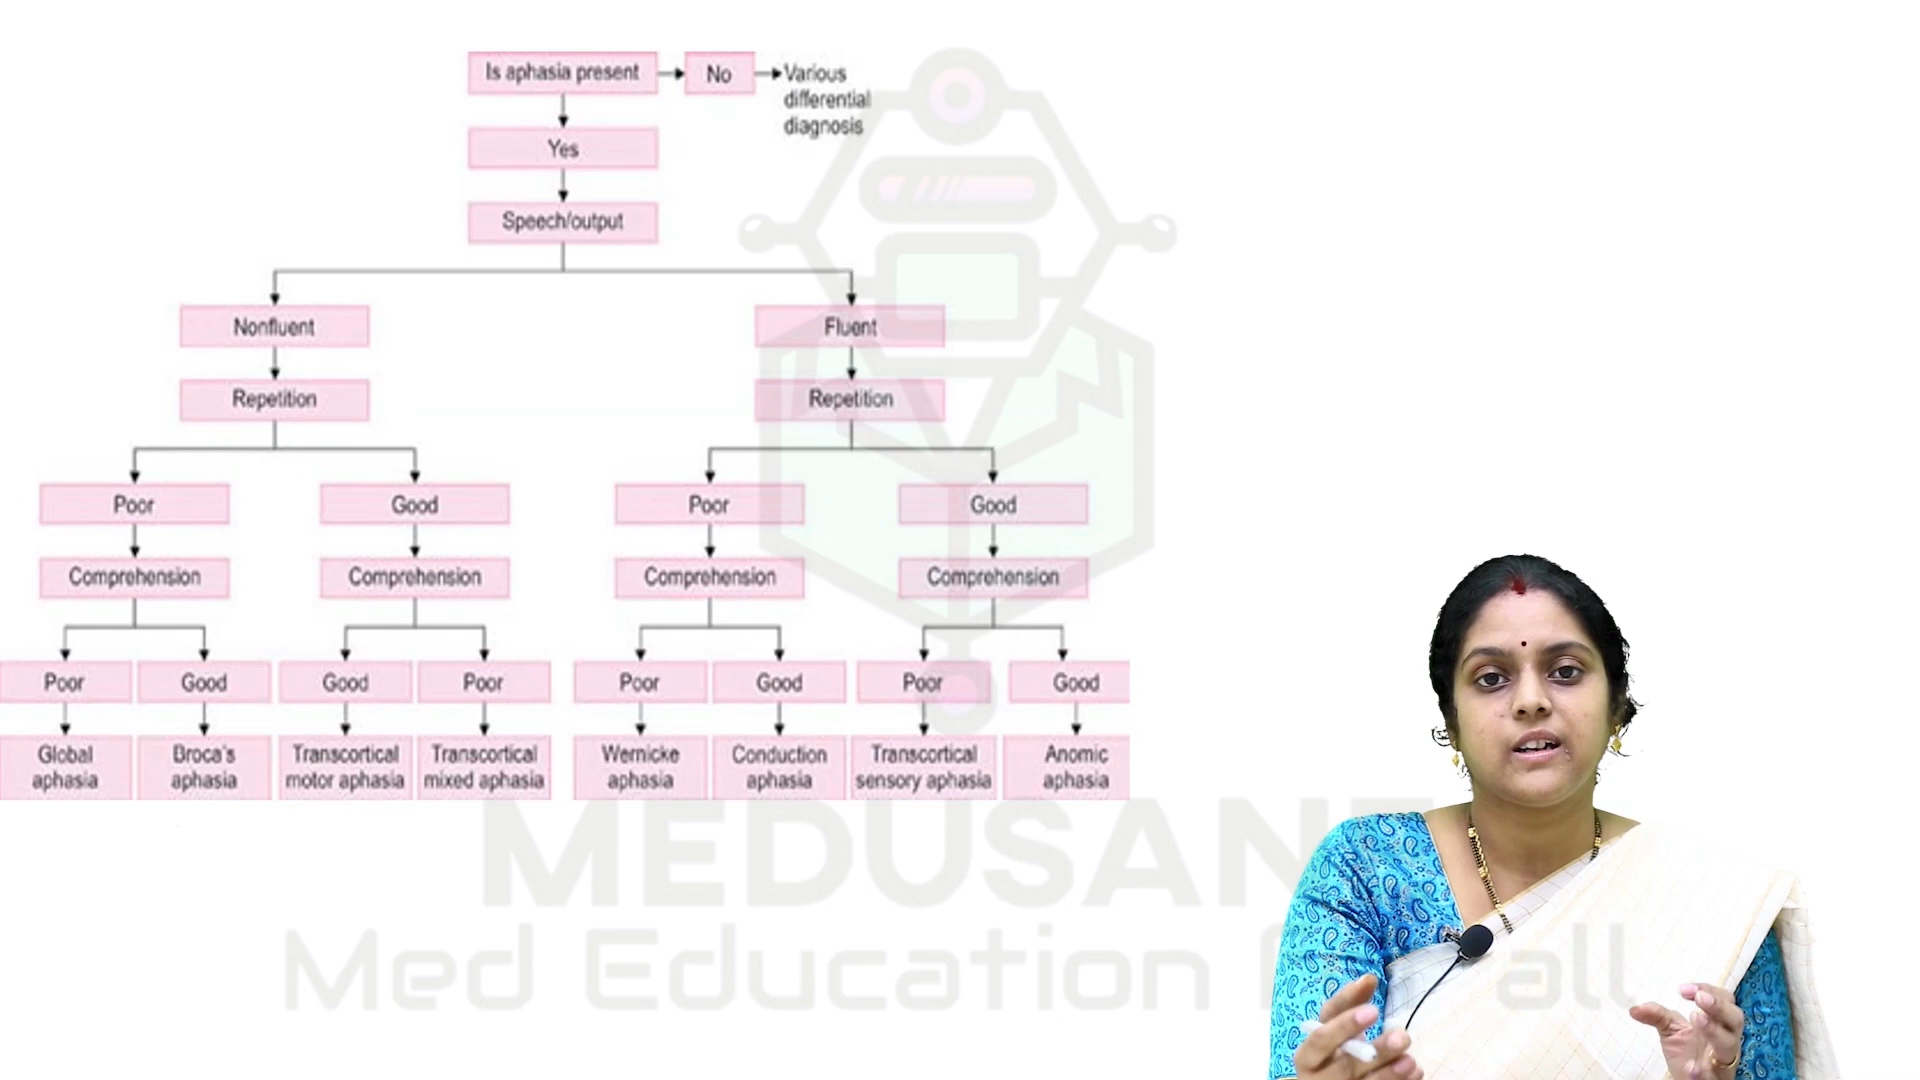 Is aphasia present
No
Various
differential
diagnosis
Yes
Speech/output
Nonfluent
Fluent
Repetition
Repetition
Poor
Good
Poor
Good
Comprehension
Comprehension
Comprehension
Comprehension
Poor
Good
Good
Poor
Poor
Good
Poor
Good
Global
aphasia
Broca's
aphasia
Transcortical
motor aphasia
Transcortical
mixed aphasia
Wernicke
aphasia
Conduction
aphasia
Transcortical
sensory aphasia
Anomic
aphasia
Med Education all